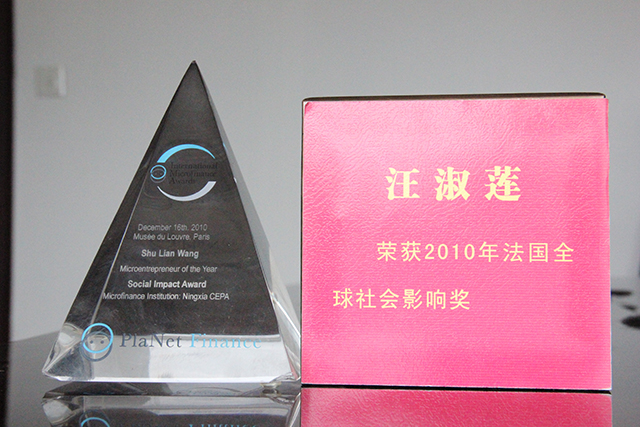 International
Microfinance
Awards
December 16th, 2010
Musée du Louvre, Paris
Shu Lian Wang
Microentrepreneur of the Year
Social Impact Award
Microfinance Institution: Ningxia CEPA
PlaNet Finance
汪淑莲
荣获2010年法国全
球社会影响奖